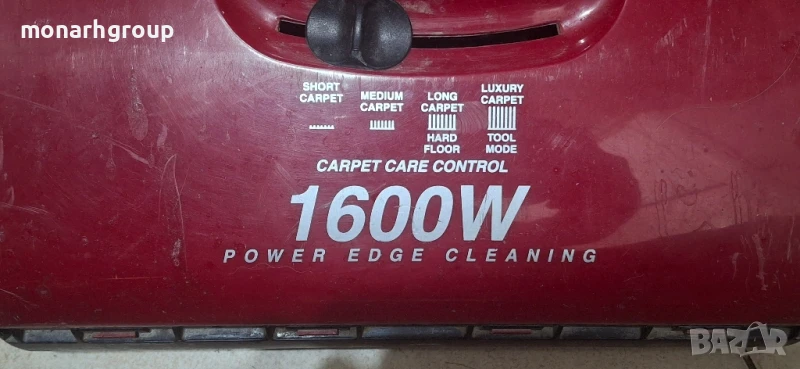 monarhgroup
SHORT CARPET
MEDIUM CARPET
LONG CARPET
LUXURY CARPET
HARD FLOOR
TOOL MODE
CARPET CARE CONTROL
1600W
POWER EDGE CLEANING
BAZAR